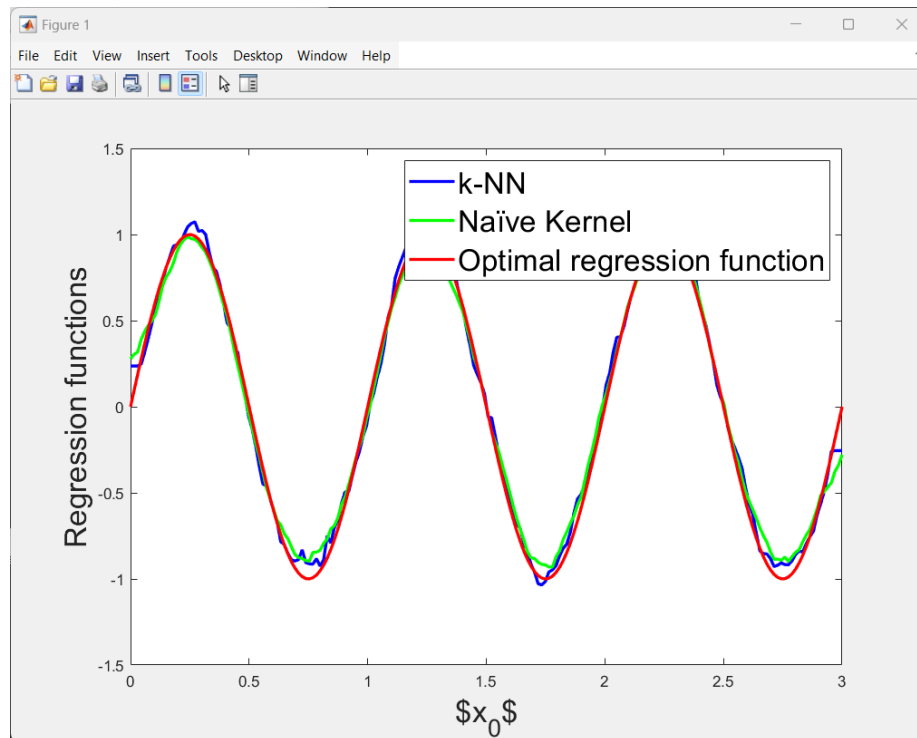 Figure 1
File Edit View Insert Tools Desktop Window Help
1.5
1
0.5
0
-0.5
-1
-1.5
Regression functions
k-NN
Naïve Kernel
Optimal regression function
0 0.5 1 1.5 2 2.5 3
$x_0$